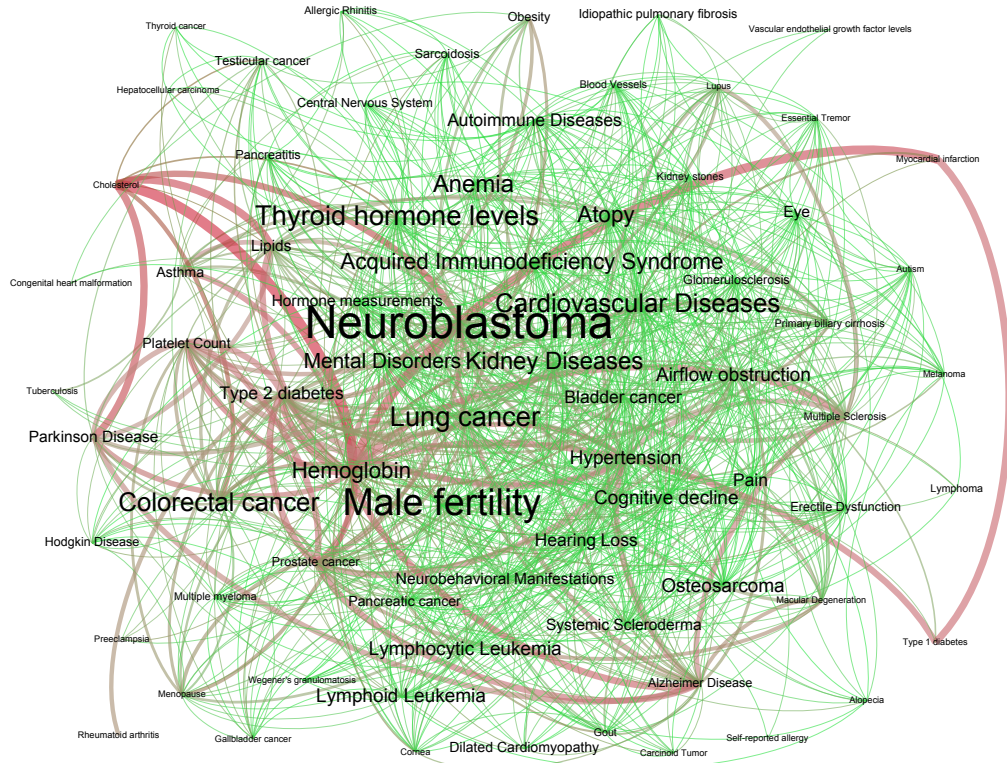 Allergic Rhinitis
Obesity
Idiopathic pulmonary fibrosis
Thyroid cancer
Vascular endothelial growth factor levels
Testicular cancer
Sarcoidosis
Hepatocellular carcinoma
Blood Vessels
Lupus
Central Nervous System
Autoimmune Diseases
Essential Tremor
Pancreatitis
Myocardial infarction
Cholesterol
Anemia
Kidney stones
Thyroid hormone levels
Atopy
Eye
Lipids
Asthma
Acquired Immunodeficiency Syndrome
Autism
Congenital heart malformation
Glomerulosclerosis
Hormone measurements
Cardiovascular Diseases
Neuroblastoma
Primary biliary cirrhosis
Platelet Count
Mental Disorders
Kidney Diseases
Airflow obstruction
Melanoma
Tuberculosis
Type 2 diabetes
Bladder cancer
Lung cancer
Multiple Sclerosis
Parkinson Disease
Hypertension
Hemoglobin
Pain
Lymphoma
Colorectal cancer
Male fertility
Cognitive decline
Erectile Dysfunction
Hodgkin Disease
Hearing Loss
Prostate cancer
Neurobehavioral Manifestations
Osteosarcoma
Multiple myeloma
Pancreatic cancer
Macular Degeneration
Systemic Scleroderma
Preeclampsia
Type 1 diabetes
Lymphocytic Leukemia
Wegener's granulomatosis
Alzheimer Disease
Menopause
Lymphoid Leukemia
Alopecia
Rheumatoid arthritis
Gallbladder cancer
Gout
Self-reported allergy
Cornea
Dilated Cardiomyopathy
Carcinoid Tumor